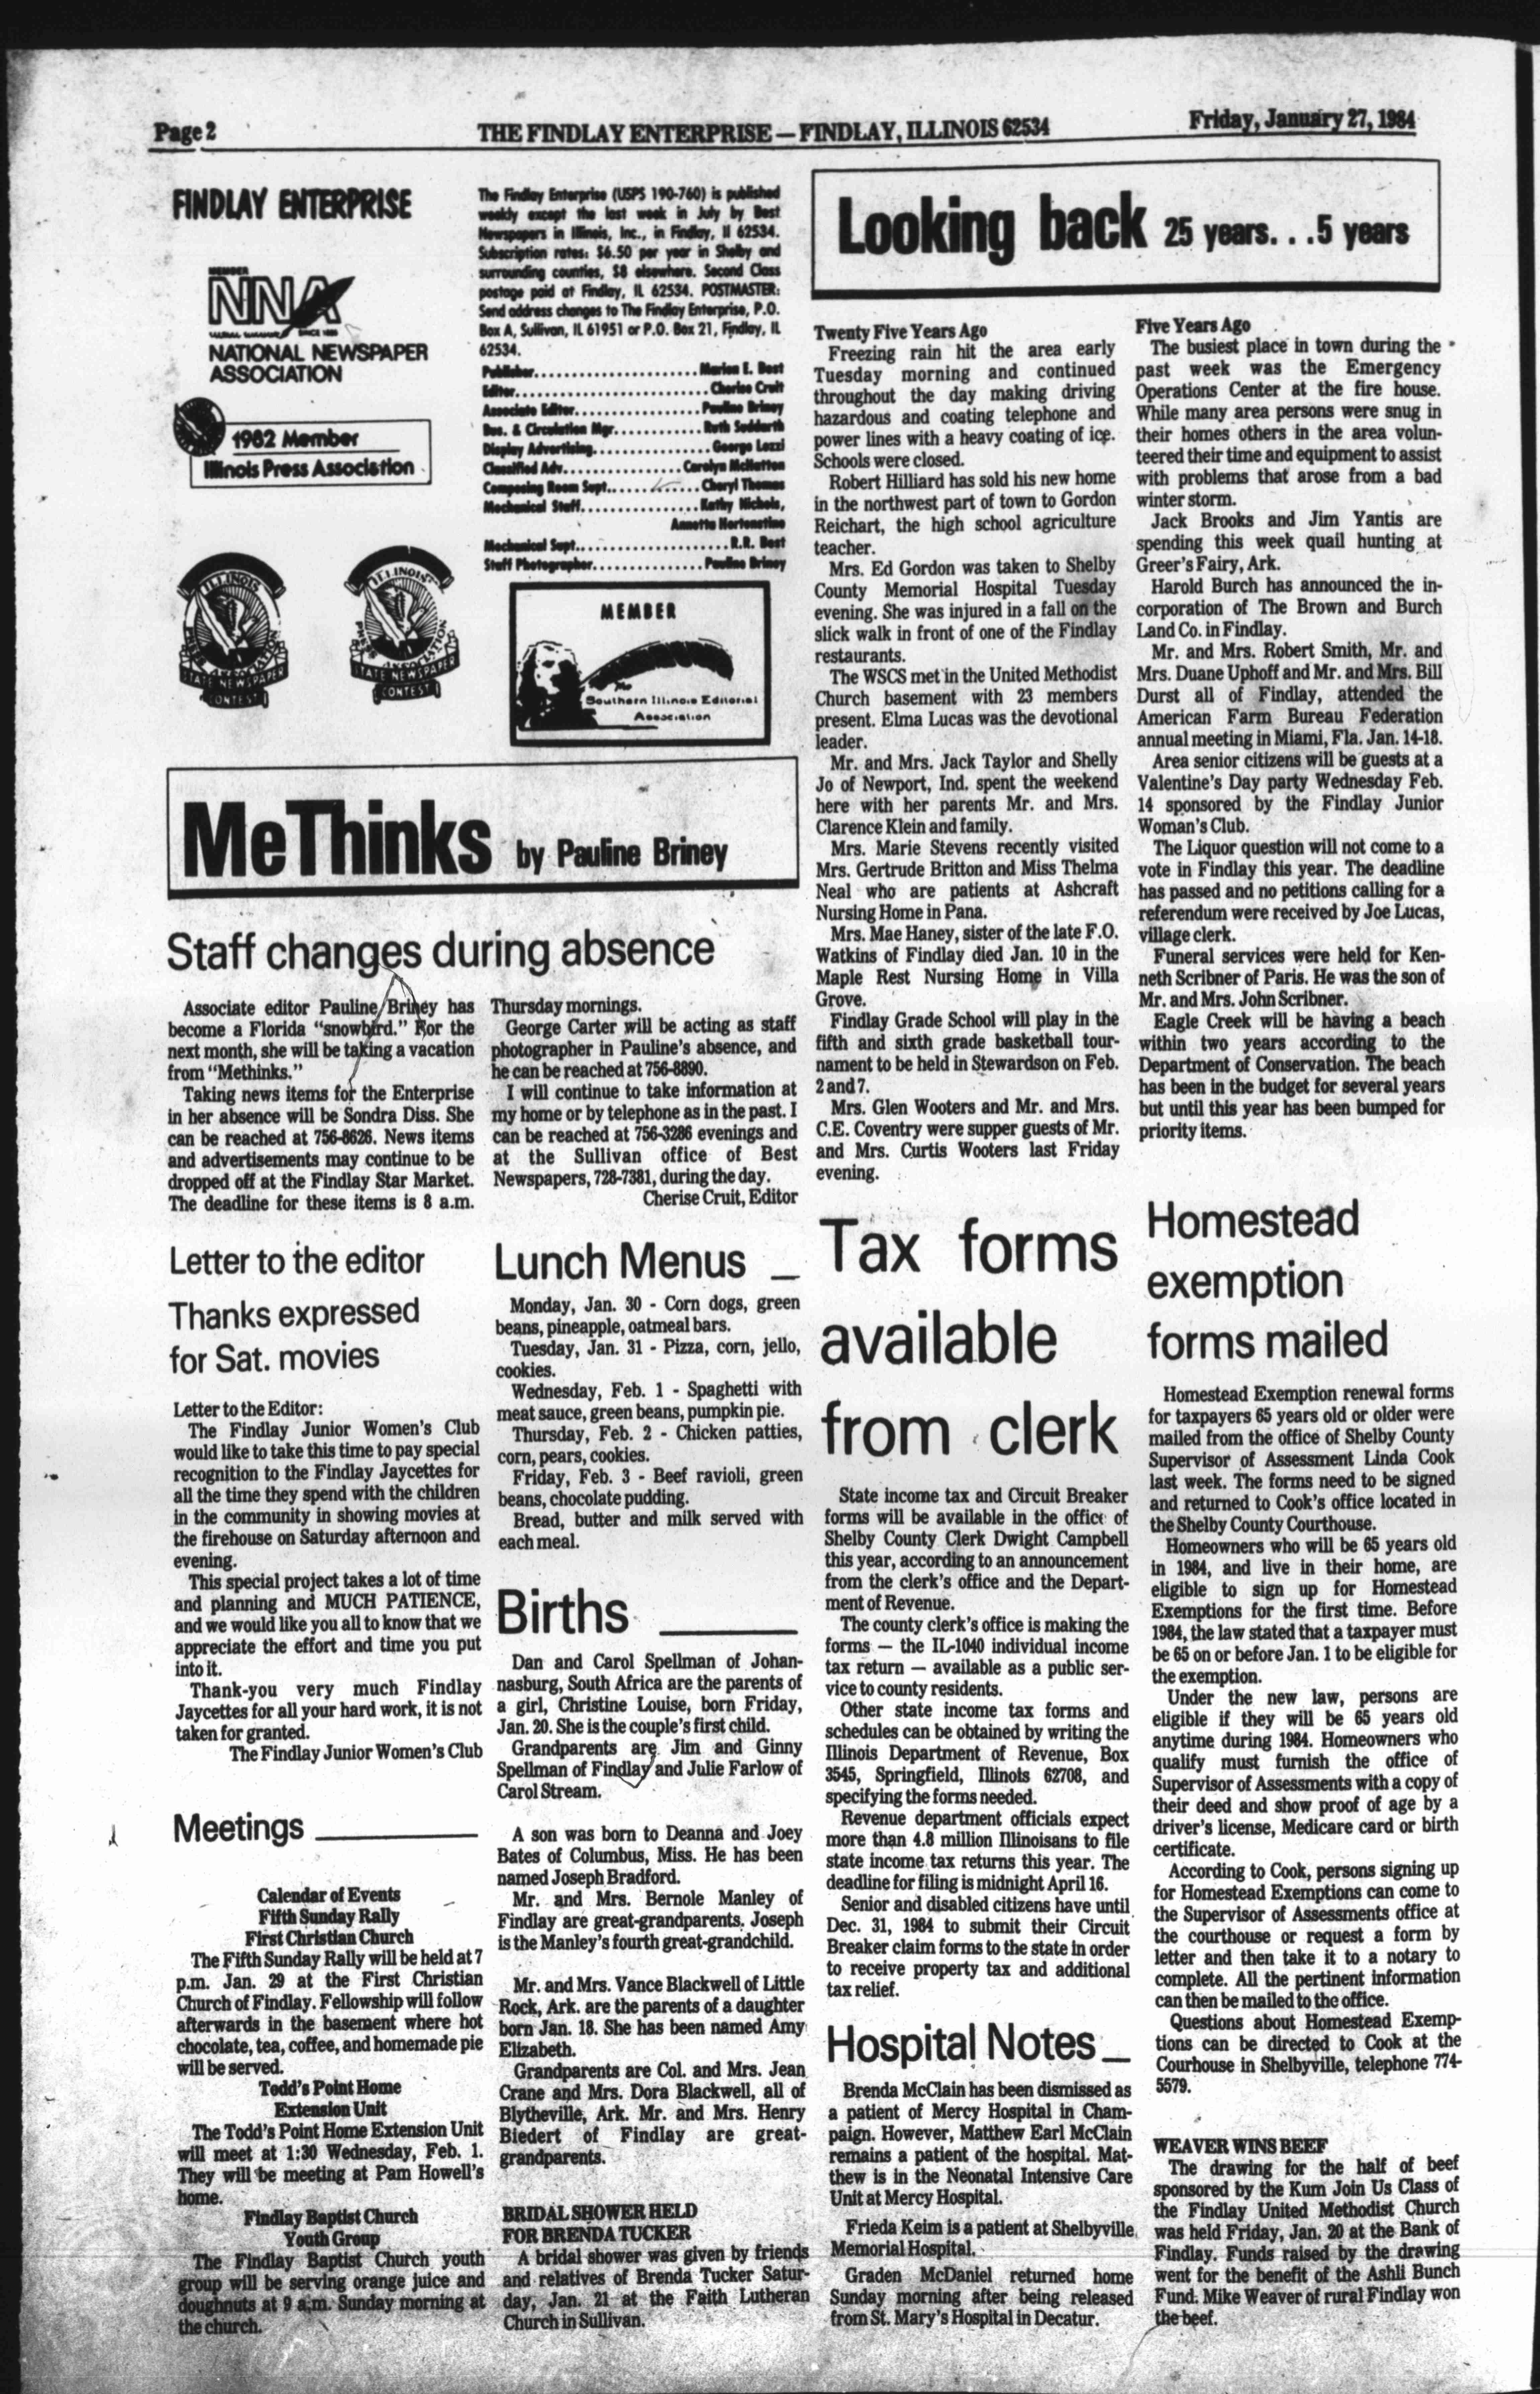 Page 2
THE FINDLAY ENTERPRISE — FINDLAY, ILLINOIS 62534
Friday, January 27, 1984
FINDLAY ENTERPRISE
MEMBER
NNA
SINCE 1885
NATIONAL NEWSPAPER
ASSOCIATION
1982 Member
Illinois Press Association
ILLINOIS
PRESS ASSOCIATION
STATE NEWSPAPER
CONTEST
ILLINOIS
PRESS ASSOCIATION
STATE NEWSPAPER
CONTEST
The Findlay Enterprise (USPS 190-760) is published
weekly except the last week in July by Best
Newspapers in Illinois, Inc., in Findlay, Il 62534.
Subscription rates: $6.50 per year in Shelby and
surrounding counties, $8 elsewhere. Second Class
postage paid at Findlay, IL 62534. POSTMASTER:
Send address changes to The Findlay Enterprise, P.O.
Box A, Sullivan, IL 61951 or P.O. Box 21, Findlay, IL
62534.
Publisher........................Marion E. Best
Editor............................Cherise Cruit
Associate Editor..................Pauline Briney
Bus. & Circulation Mgr............Ruth Suddarth
Display Advertising.................George Lezzi
Classified Adv.................Carolyn McHatten
Composing Room Supt.............Cheryl Thomas
Mechanical Staff.................Kathy Nichols,
Annetta Hortenstine
Mechanical Supt......................R.R. Best
Staff Photographer................Pauline Briney
MEMBER
Southern Illinois Editorial
Association
MeThinks by Pauline Briney
Staff changes during absence
Associate editor Pauline Briney has
become a Florida "snowbird." For the
next month, she will be taking a vacation
from "Methinks."
Taking news items for the Enterprise
in her absence will be Sondra Diss. She
can be reached at 756-8626. News items
and advertisements may continue to be
dropped off at the Findlay Star Market.
The deadline for these items is 8 a.m.
Thursday mornings.
George Carter will be acting as staff
photographer in Pauline's absence, and
he can be reached at 756-8890.
I will continue to take information at
my home or by telephone as in the past. I
can be reached at 756-3286 evenings and
at the Sullivan office of Best
Newspapers, 728-7381, during the day.
Cherise Cruit, Editor
Letter to the editor
Thanks expressed
for Sat. movies
Letter to the Editor:
The Findlay Junior Women's Club
would like to take this time to pay special
recognition to the Findlay Jaycettes for
all the time they spend with the children
in the community in showing movies at
the firehouse on Saturday afternoon and
evening.
This special project takes a lot of time
and planning and MUCH PATIENCE,
and we would like you all to know that we
appreciate the effort and time you put
into it.
Thank-you very much Findlay
Jaycettes for all your hard work, it is not
taken for granted.
The Findlay Junior Women's Club
Meetings
Calendar of Events
Fifth Sunday Rally
First Christian Church
The Fifth Sunday Rally will be held at 7
p.m. Jan. 29 at the First Christian
Church of Findlay. Fellowship will follow
afterwards in the basement where hot
chocolate, tea, coffee, and homemade pie
will be served.
Todd's Point Home
Extension Unit
The Todd's Point Home Extension Unit
will meet at 1:30 Wednesday, Feb. 1.
They will be meeting at Pam Howell's
home.
Findlay Baptist Church
Youth Group
The Findlay Baptist Church youth
group will be serving orange juice and
doughnuts at 9 a.m. Sunday morning at
the church.
Lunch Menus
Monday, Jan. 30 - Corn dogs, green
beans, pineapple, oatmeal bars.
Tuesday, Jan. 31 - Pizza, corn, jello,
cookies.
Wednesday, Feb. 1 - Spaghetti with
meat sauce, green beans, pumpkin pie.
Thursday, Feb. 2 - Chicken patties,
corn, pears, cookies.
Friday, Feb. 3 - Beef ravioli, green
beans, chocolate pudding.
Bread, butter and milk served with
each meal.
Births
Dan and Carol Spellman of Johan-
nasburg, South Africa are the parents of
a girl, Christine Louise, born Friday,
Jan. 20. She is the couple's first child.
Grandparents are Jim and Ginny
Spellman of Findlay and Julie Farlow of
Carol Stream.
A son was born to Deanna and Joey
Bates of Columbus, Miss. He has been
named Joseph Bradford.
Mr. and Mrs. Bernole Manley of
Findlay are great-grandparents. Joseph
is the Manley's fourth great-grandchild.
Mr. and Mrs. Vance Blackwell of Little
Rock, Ark. are the parents of a daughter
born Jan. 18. She has been named Amy
Elizabeth.
Grandparents are Col. and Mrs. Jean
Crane and Mrs. Dora Blackwell, all of
Blytheville, Ark. Mr. and Mrs. Henry
Biedert of Findlay are great-
grandparents.
BRIDAL SHOWER HELD
FOR BRENDA TUCKER
A bridal shower was given by friends
and relatives of Brenda Tucker Satur-
day, Jan. 21 at the Faith Lutheran
Church in Sullivan.
Looking back 25 years. . .5 years
Twenty Five Years Ago
Freezing rain hit the area early
Tuesday morning and continued
throughout the day making driving
hazardous and coating telephone and
power lines with a heavy coating of ice.
Schools were closed.
Robert Hilliard has sold his new home
in the northwest part of town to Gordon
Reichart, the high school agriculture
teacher.
Mrs. Ed Gordon was taken to Shelby
County Memorial Hospital Tuesday
evening. She was injured in a fall on the
slick walk in front of one of the Findlay
restaurants.
The WSCS met in the United Methodist
Church basement with 23 members
present. Elma Lucas was the devotional
leader.
Mr. and Mrs. Jack Taylor and Shelly
Jo of Newport, Ind. spent the weekend
here with her parents Mr. and Mrs.
Clarence Klein and family.
Mrs. Marie Stevens recently visited
Mrs. Gertrude Britton and Miss Thelma
Neal who are patients at Ashcraft
Nursing Home in Pana.
Mrs. Mae Haney, sister of the late F.O.
Watkins of Findlay died Jan. 10 in the
Maple Rest Nursing Home in Villa
Grove.
Findlay Grade School will play in the
fifth and sixth grade basketball tour-
nament to be held in Stewardson on Feb.
2 and 7.
Mrs. Glen Wooters and Mr. and Mrs.
C.E. Coventry were supper guests of Mr.
and Mrs. Curtis Wooters last Friday
evening.
Five Years Ago
The busiest place in town during the
past week was the Emergency
Operations Center at the fire house.
While many area persons were snug in
their homes others in the area volun-
teered their time and equipment to assist
with problems that arose from a bad
winter storm.
Jack Brooks and Jim Yantis are
spending this week quail hunting at
Greer's Fairy, Ark.
Harold Burch has announced the in-
corporation of The Brown and Burch
Land Co. in Findlay.
Mr. and Mrs. Robert Smith, Mr. and
Mrs. Duane Uphoff and Mr. and Mrs. Bill
Durst all of Findlay, attended the
American Farm Bureau Federation
annual meeting in Miami, Fla. Jan. 14-18.
Area senior citizens will be guests at a
Valentine's Day party Wednesday Feb.
14 sponsored by the Findlay Junior
Woman's Club.
The Liquor question will not come to a
vote in Findlay this year. The deadline
has passed and no petitions calling for a
referendum were received by Joe Lucas,
village clerk.
Funeral services were held for Ken-
neth Scribner of Paris. He was the son of
Mr. and Mrs. John Scribner.
Eagle Creek will be having a beach
within two years according to the
Department of Conservation. The beach
has been in the budget for several years
but until this year has been bumped for
priority items.
Tax forms
available
from clerk
State income tax and Circuit Breaker
forms will be available in the office of
Shelby County Clerk Dwight Campbell
this year, according to an announcement
from the clerk's office and the Depart-
ment of Revenue.
The county clerk's office is making the
forms — the IL-1040 individual income
tax return — available as a public ser-
vice to county residents.
Other state income tax forms and
schedules can be obtained by writing the
Illinois Department of Revenue, Box
3545, Springfield, Illinois 62708, and
specifying the forms needed.
Revenue department officials expect
more than 4.8 million Illinoisans to file
state income tax returns this year. The
deadline for filing is midnight April 16.
Senior and disabled citizens have until
Dec. 31, 1984 to submit their Circuit
Breaker claim forms to the state in order
to receive property tax and additional
tax relief.
Hospital Notes
Brenda McClain has been dismissed as
a patient of Mercy Hospital in Cham-
paign. However, Matthew Earl McClain
remains a patient of the hospital. Mat-
thew is in the Neonatal Intensive Care
Unit at Mercy Hospital.
Frieda Keim is a patient at Shelbyville
Memorial Hospital.
Graden McDaniel returned home
Sunday morning after being released
from St. Mary's Hospital in Decatur.
Homestead
exemption
forms mailed
Homestead Exemption renewal forms
for taxpayers 65 years old or older were
mailed from the office of Shelby County
Supervisor of Assessment Linda Cook
last week. The forms need to be signed
and returned to Cook's office located in
the Shelby County Courthouse.
Homeowners who will be 65 years old
in 1984, and live in their home, are
eligible to sign up for Homestead
Exemptions for the first time. Before
1984, the law stated that a taxpayer must
be 65 on or before Jan. 1 to be eligible for
the exemption.
Under the new law, persons are
eligible if they will be 65 years old
anytime during 1984. Homeowners who
qualify must furnish the office of
Supervisor of Assessments with a copy of
their deed and show proof of age by a
driver's license, Medicare card or birth
certificate.
According to Cook, persons signing up
for Homestead Exemptions can come to
the Supervisor of Assessments office at
the courthouse or request a form by
letter and then take it to a notary to
complete. All the pertinent information
can then be mailed to the office.
Questions about Homestead Exemp-
tions can be directed to Cook at the
Courhouse in Shelbyville, telephone 774-
5579.
WEAVER WINS BEEF
The drawing for the half of beef
sponsored by the Kum Join Us Class of
the Findlay United Methodist Church
was held Friday, Jan. 20 at the Bank of
Findlay. Funds raised by the drawing
went for the benefit of the Ashli Bunch
Fund. Mike Weaver of rural Findlay won
the beef.